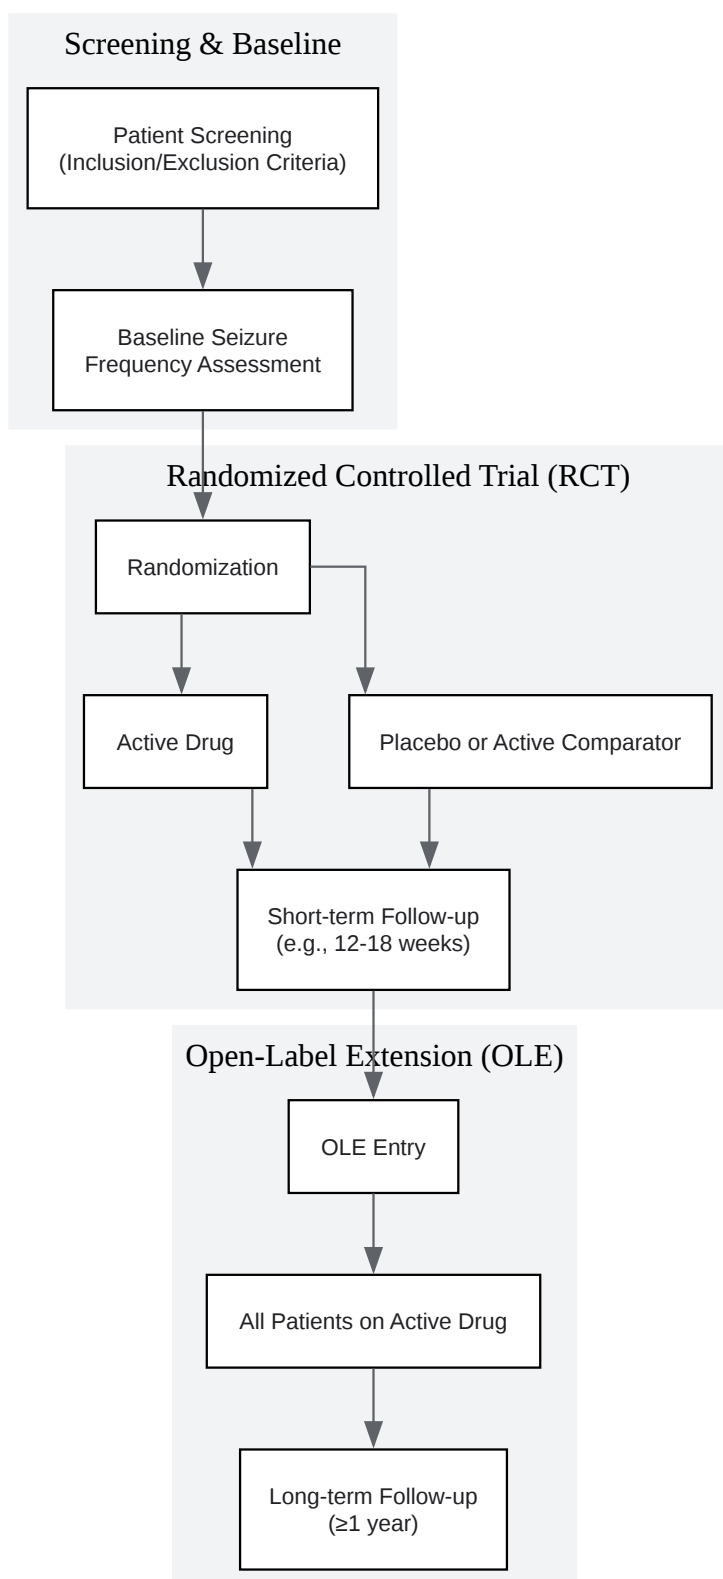 Screening & Baseline
Patient Screening
(Inclusion/Exclusion Criteria)
Baseline Seizure
Frequency Assessment
Randomized Controlled Trial (RCT)
Randomization
Active Drug
Placebo or Active Comparator
Short-term Follow-up
(e.g., 12-18 weeks)
Open-Label Extension (OLE)
OLE Entry
All Patients on Active Drug
Long-term Follow-up
(≥1 year)